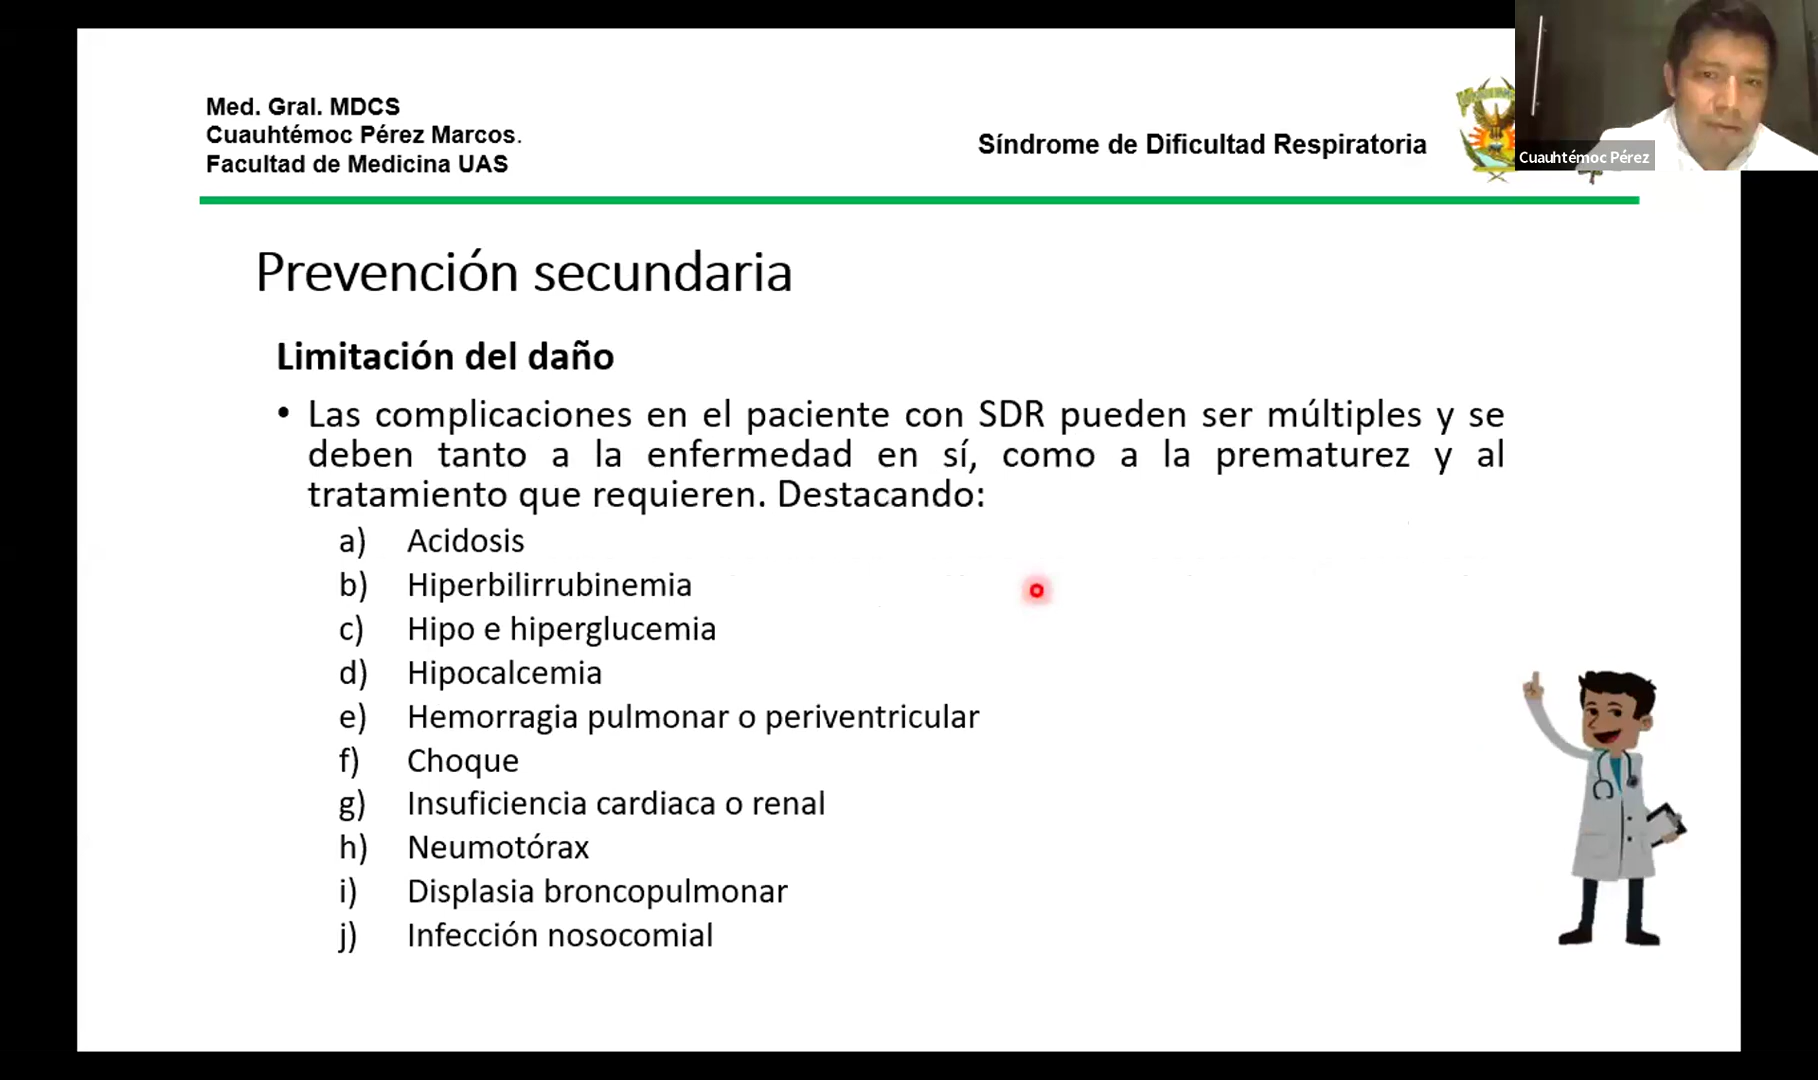 Med. Gral. MDCS
Cuauhtémoc Pérez Marcos.
Facultad de Medicina UAS
Síndrome de Dificultad Respiratoria
Cuauhtémoc Pérez
Prevención secundaria
Limitación del daño
• Las complicaciones en el paciente con SDR pueden ser múltiples y se
deben tanto a la enfermedad en sí, como a la prematurez y al
tratamiento que requieren. Destacando:
a) Acidosis
b) Hiperbilirrubinemia
c) Hipo e hiperglucemia
d) Hipocalcemia
e) Hemorragia pulmonar o periventricular
f) Choque
g) Insuficiencia cardiaca o renal
h) Neumotórax
i) Displasia broncopulmonar
j) Infección nosocomial